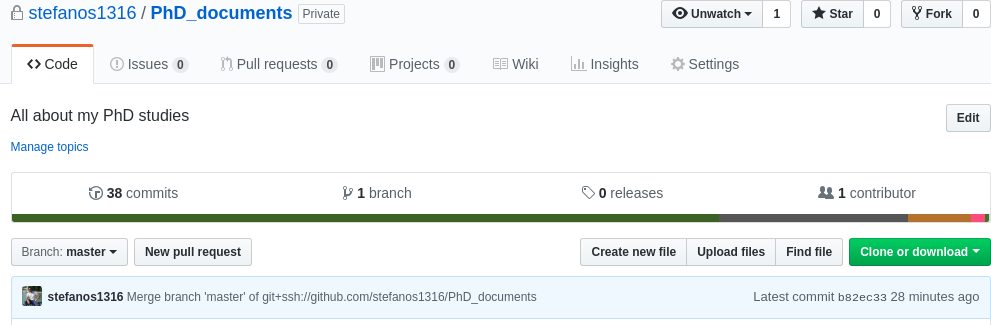 stefanos1316 / PhD_documents Private Unwatch 1 Star 0 Fork 0
Code Issues 0 Pull requests 0 Projects 0 Wiki Insights Settings
All about my PhD studies Edit
Manage topics
38 commits 1 branch 0 releases 1 contributor
Branch: master New pull request Create new file Upload files Find file Clone or download
stefanos1316 Merge branch 'master' of git+ssh://github.com/stefanos1316/PhD_documents Latest commit b82ec33 28 minutes ago